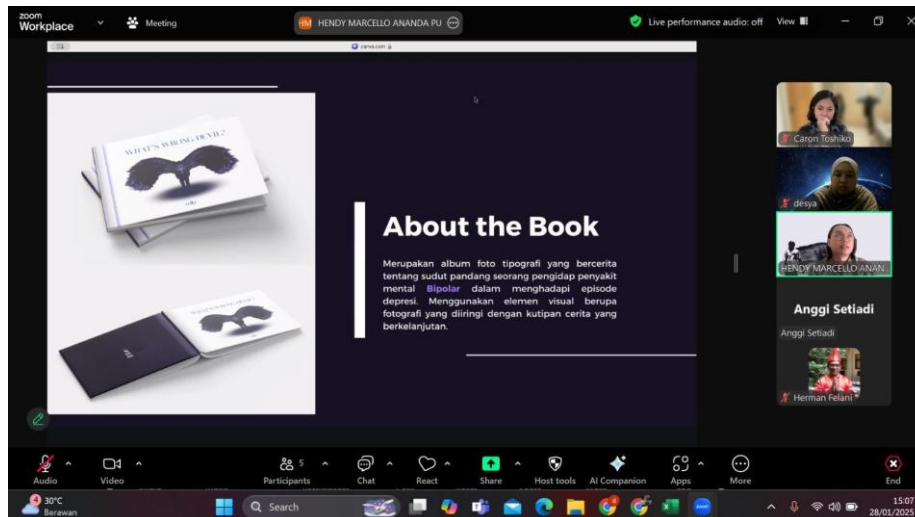 zoom
Workplace
Meeting
HM HENDY MARCELLO ANANDA PU
Live performance audio: off
View
canva.com
WHAT'S WRONG DEVIL?
About the Book
Merupakan album foto tipografi yang bercerita
tentang sudut pandang seorang pengidap penyakit
mental Bipolar dalam menghadapi episode
depresi. Menggunakan elemen visual berupa
fotografi yang diiringi dengan kutipan cerita yang
berkelanjutan.
Caron Toshiko
desya
HENDY MARCELLO ANAN...
Anggi Setiadi
Anggi Setiadi
Herman Felani
Audio
Video
5
Participants
Chat
React
Share
Host tools
AI Companion
Apps
More
End
30°C
Berawan
Search
15:07
28/01/2025